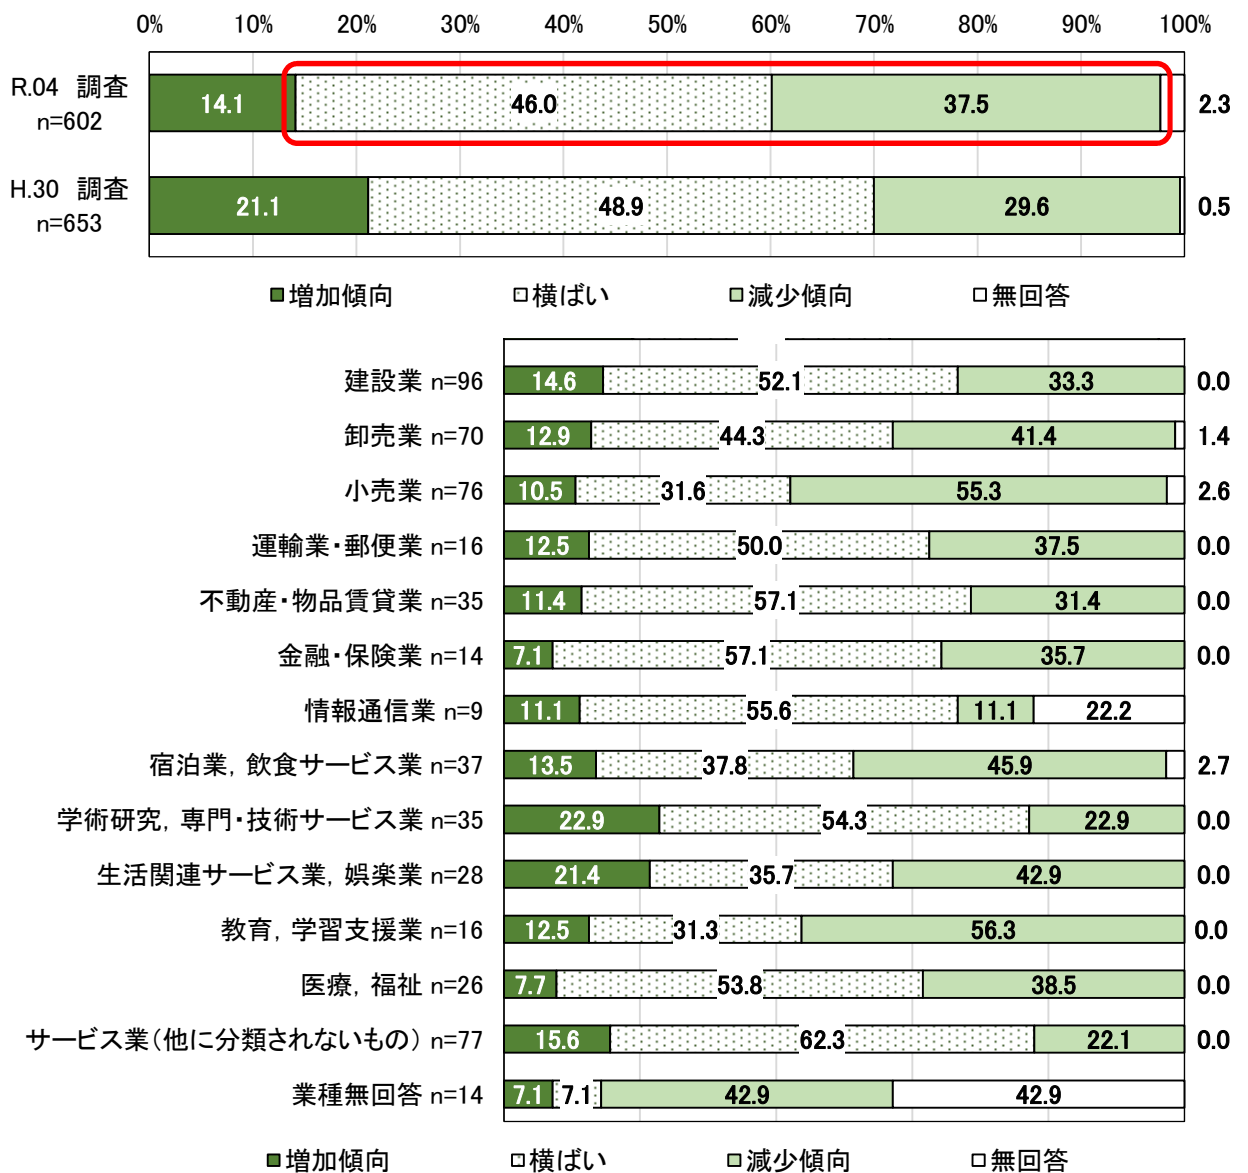 0% 10% 20% 30% 40% 50% 60% 70% 80% 90% 100%
R.04 調査 n=602 14.1 46.0 37.5 2.3
H.30 調査 n=653 21.1 48.9 29.6 0.5
■増加傾向 □横ばい ■減少傾向 □無回答
建設業 n=96 14.6 52.1 33.3 0.0
卸売業 n=70 12.9 44.3 41.4 1.4
小売業 n=76 10.5 31.6 55.3 2.6
運輸業・郵便業 n=16 12.5 50.0 37.5 0.0
不動産・物品賃貸業 n=35 11.4 57.1 31.4 0.0
金融・保険業 n=14 7.1 57.1 35.7 0.0
情報通信業 n=9 11.1 55.6 11.1 22.2
宿泊業, 飲食サービス業 n=37 13.5 37.8 45.9 2.7
学術研究, 専門・技術サービス業 n=35 22.9 54.3 22.9 0.0
生活関連サービス業, 娯楽業 n=28 21.4 35.7 42.9 0.0
教育, 学習支援業 n=16 12.5 31.3 56.3 0.0
医療, 福祉 n=26 7.7 53.8 38.5 0.0
サービス業(他に分類されないもの) n=77 15.6 62.3 22.1 0.0
業種無回答 n=14 7.1 7.1 42.9 42.9
■増加傾向 □横ばい ■減少傾向 □無回答